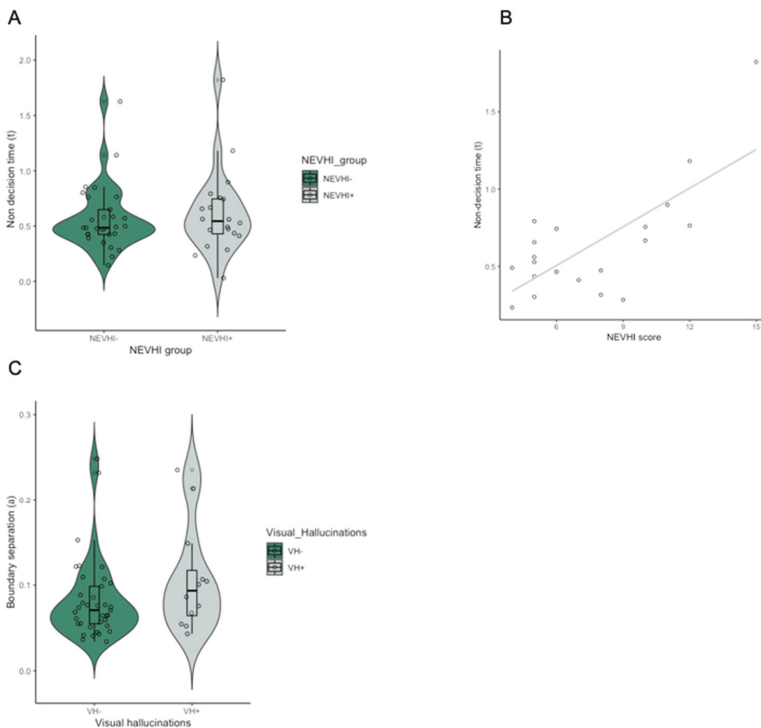 A
2.0
1.5
1.0
0.5
0.0
Non decision time (t)
NEVHI-
NEVHI+
NEVHI group
NEVHI_group
NEVHI-
NEVHI+
B
1.5
1.0
0.5
Non-decision time (t)
6
9
12
15
NEVHI score
C
0.3
0.2
0.1
0.0
Boundary separation (a)
VH-
VH+
Visual hallucinations
Visual_Hallucinations
VH-
VH+